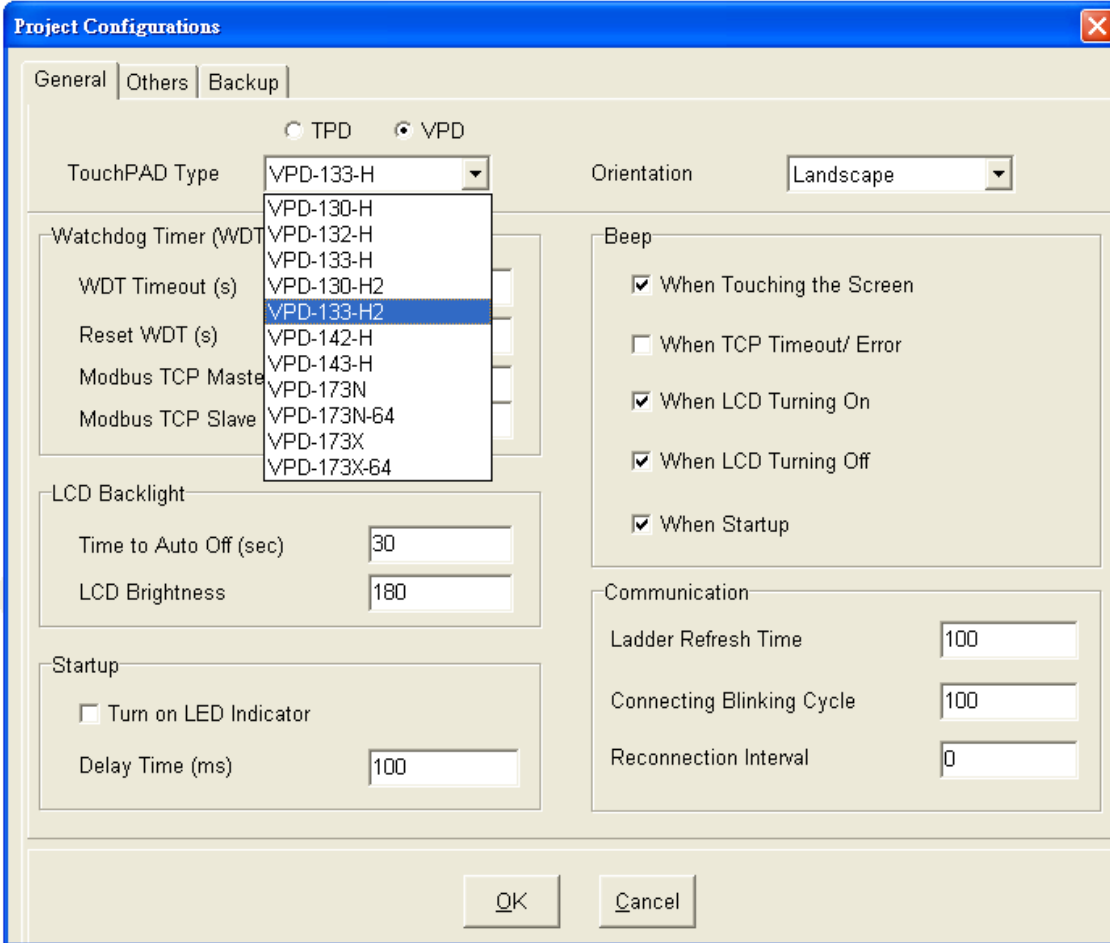 Project Configurations
General Others Backup
TPD VPD
TouchPAD Type VPD-133-H Orientation Landscape
VPD-130-H
VPD-132-H
VPD-133-H
VPD-130-H2
VPD-133-H2
VPD-142-H
VPD-143-H
VPD-173N
VPD-173N-64
VPD-173X
VPD-173X-64
Watchdog Timer (WDT
WDT Timeout (s)
Reset WDT (s)
Modbus TCP Maste
Modbus TCP Slave
LCD Backlight
Time to Auto Off (sec) 30
LCD Brightness 180
Startup
Turn on LED Indicator
Delay Time (ms) 100
Beep
When Touching the Screen
When TCP Timeout/ Error
When LCD Turning On
When LCD Turning Off
When Startup
Communication
Ladder Refresh Time 100
Connecting Blinking Cycle 100
Reconnection Interval 0
OK Cancel